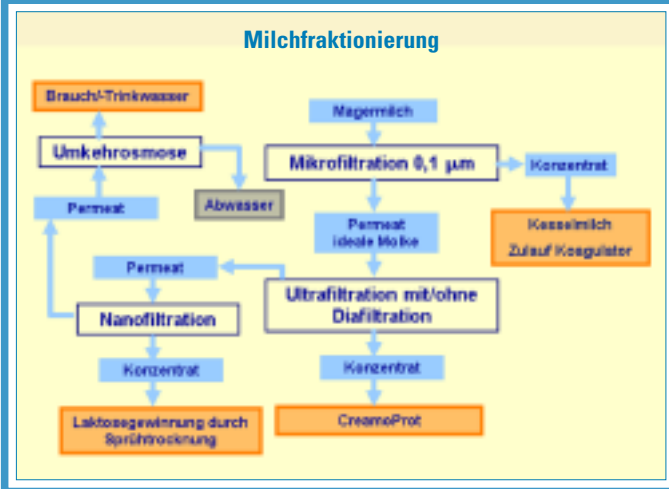 Milchfraktionierung
Brauch/-Trinkwasser
Magermilch
Umkehrosmose
Mikrofiltration 0,1 µm
Konzentrat
Permeat
Abwasser
Permeat
ideale Molke
Kesselmilch
Zulauf Koagulator
Permeat
Ultrafiltration mit/ohne
Diafiltration
Nanofiltration
Konzentrat
Konzentrat
Laktosegewinnung durch
Sprühtrocknung
CreamoProt